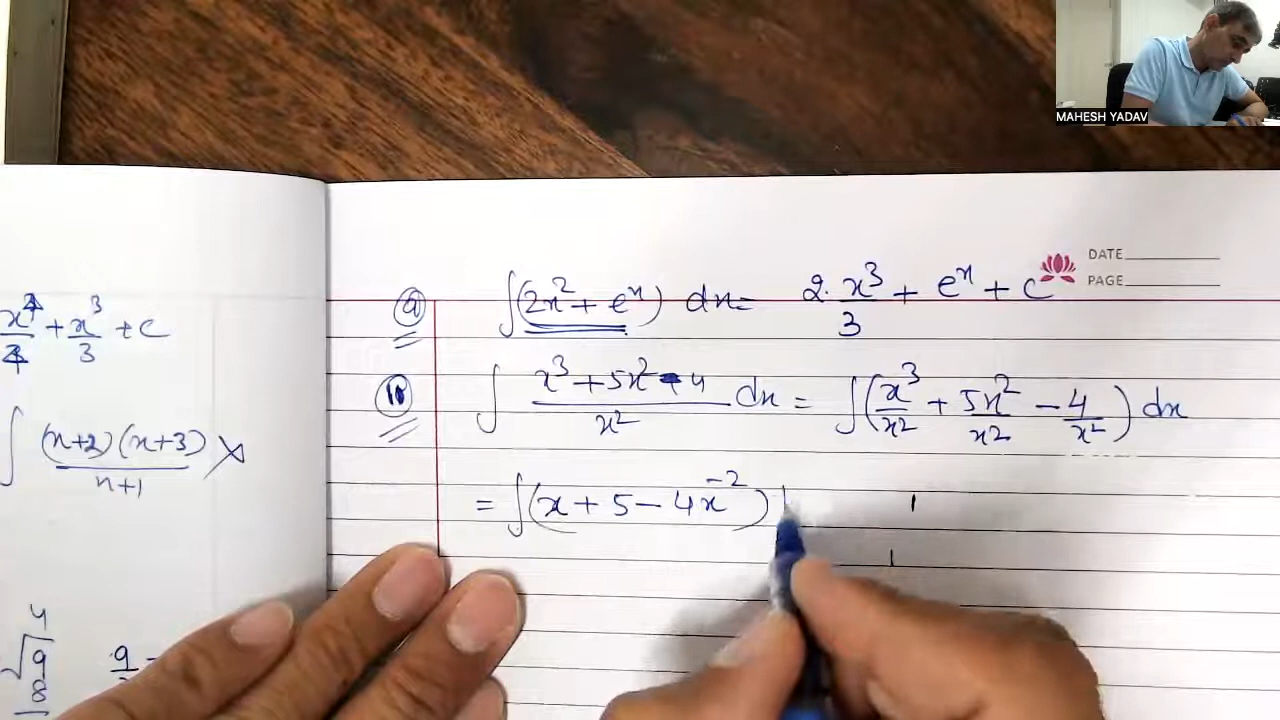 MAHESH YADAV
DATE
PAGE
x⁴/4 + x³/3 + c
∫ (x+2)(x+3)/x+1
⑨ ∫(2x² + eˣ) dx = 2·x³/3 + eˣ + c
⑩ ∫ x³ + 5x² - 4/x² dx = ∫(x³/x² + 5x²/x² - 4/x²) dx
= ∫(x + 5 - 4x⁻²)